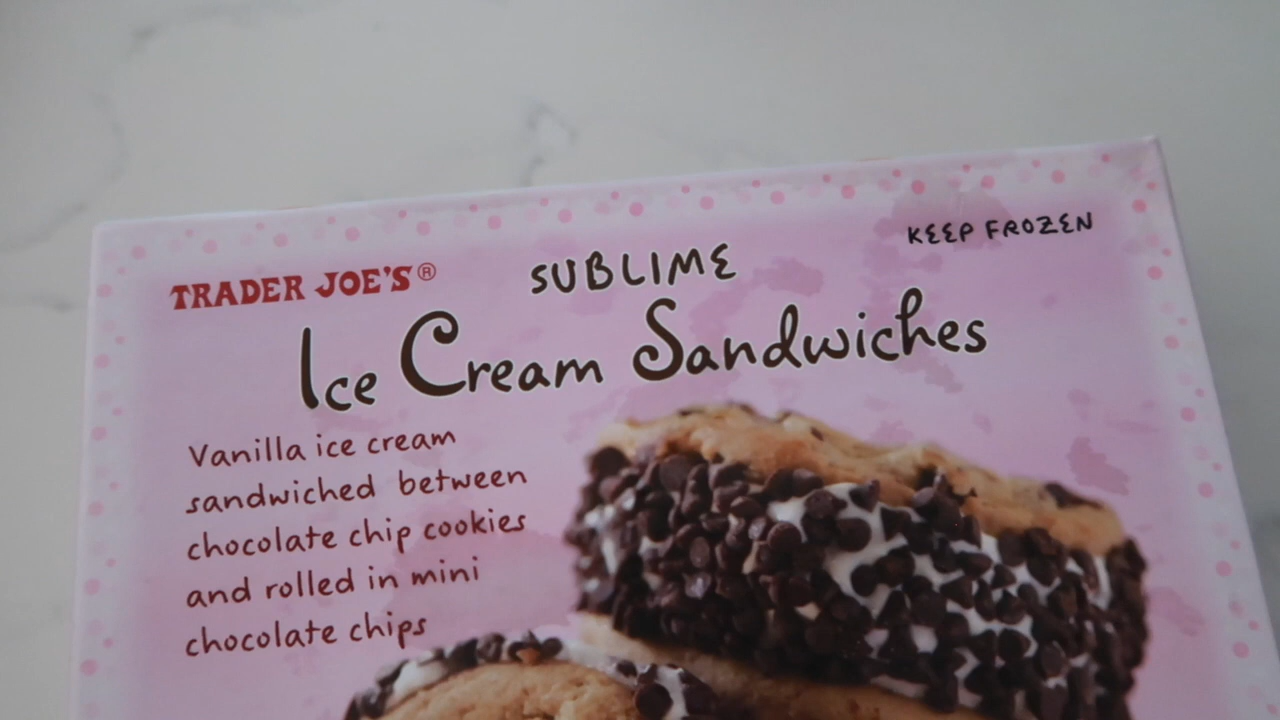 TRADER JOE'S®
SUBLIME
KEEP FROZEN
Ice Cream Sandwiches
Vanilla ice cream
sandwiched between
chocolate chip cookies
and rolled in mini
chocolate chips